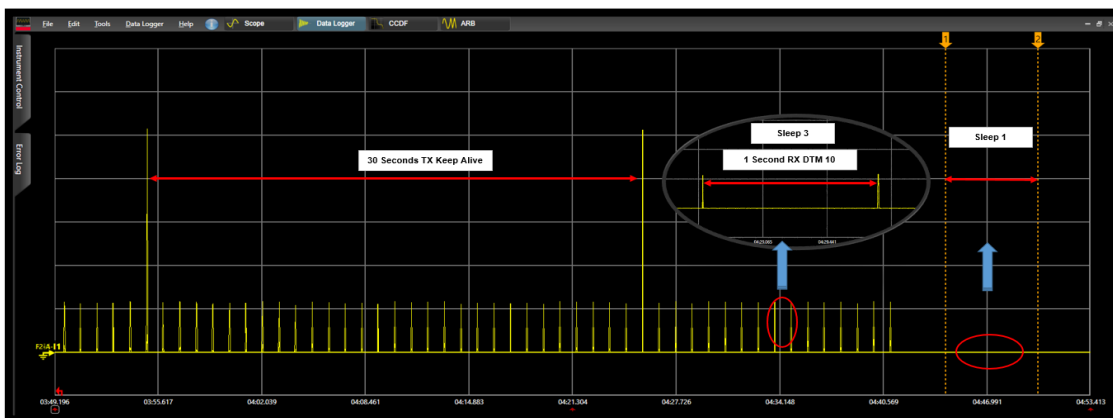 File Edit Tools Data Logger Help Scope Data Logger CCDF ARB
Instrument Control
Error Log
1 2
Sleep 3
Sleep 1
30 Seconds TX Keep Alive
1 Second RX DTM 10
04:29.441
03:49.196 03:55.617 04:02.039 04:08.461 04:14.883 04:21.304 04:27.726 04:34.148 04:40.569 04:46.991 04:53.413